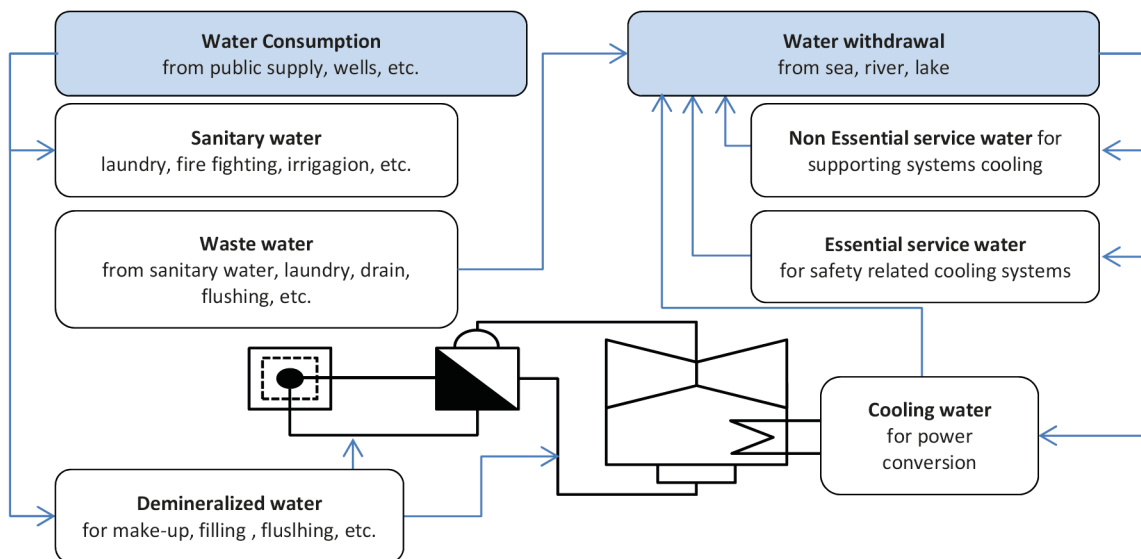 Water Consumption
from public supply, wells, etc.
Water withdrawal
from sea, river, lake
Sanitary water
laundry, fire fighting, irrigagion, etc.
Non Essential service water for
supporting systems cooling
Waste water
from sanitary water, laundry, drain,
flushing, etc.
Essential service water
for safety related cooling systems
Cooling water
for power
conversion
Demineralized water
for make-up, filling , fluslhing, etc.